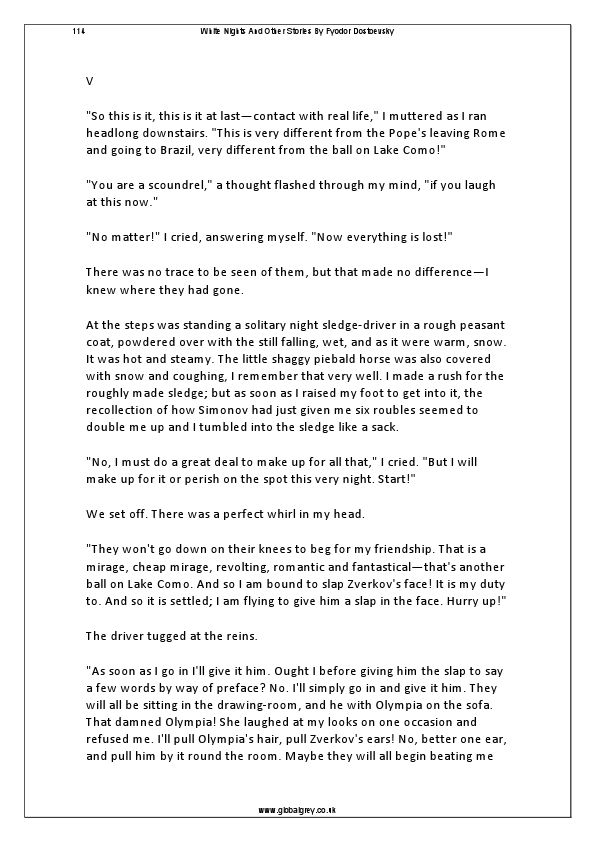 114 White Nights And Other Stories By Fyodor Dostoevsky
V
"So this is it, this is it at last—contact with real life," I muttered as I ran
headlong downstairs. "This is very different from the Pope's leaving Rome
and going to Brazil, very different from the ball on Lake Como!"
"You are a scoundrel," a thought flashed through my mind, "if you laugh
at this now."
"No matter!" I cried, answering myself. "Now everything is lost!"
There was no trace to be seen of them, but that made no difference—I
knew where they had gone.
At the steps was standing a solitary night sledge-driver in a rough peasant
coat, powdered over with the still falling, wet, and as it were warm, snow.
It was hot and steamy. The little shaggy piebald horse was also covered
with snow and coughing, I remember that very well. I made a rush for the
roughly made sledge; but as soon as I raised my foot to get into it, the
recollection of how Simonov had just given me six roubles seemed to
double me up and I tumbled into the sledge like a sack.
"No, I must do a great deal to make up for all that," I cried. "But I will
make up for it or perish on the spot this very night. Start!"
We set off. There was a perfect whirl in my head.
"They won't go down on their knees to beg for my friendship. That is a
mirage, cheap mirage, revolting, romantic and fantastical—that's another
ball on Lake Como. And so I am bound to slap Zverkov's face! It is my duty
to. And so it is settled; I am flying to give him a slap in the face. Hurry up!"
The driver tugged at the reins.
"As soon as I go in I'll give it him. Ought I before giving him the slap to say
a few words by way of preface? No. I'll simply go in and give it him. They
will all be sitting in the drawing-room, and he with Olympia on the sofa.
That damned Olympia! She laughed at my looks on one occasion and
refused me. I'll pull Olympia's hair, pull Zverkov's ears! No, better one ear,
and pull him by it round the room. Maybe they will all begin beating me
www.globalgrey.co.uk